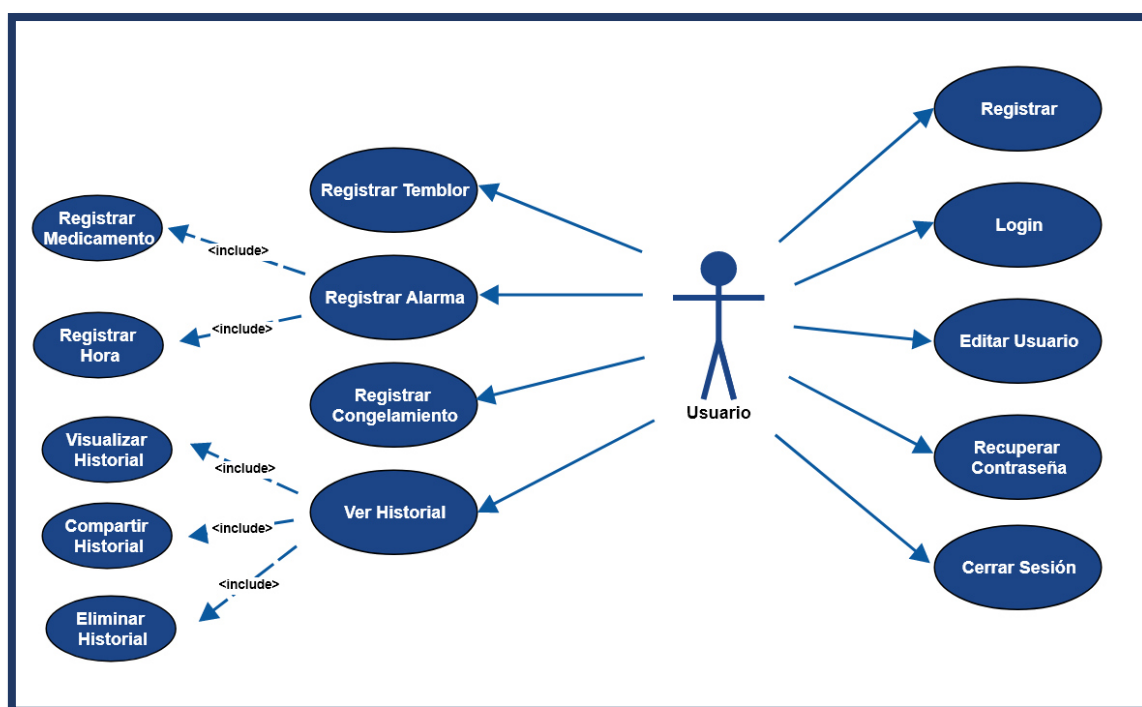 Registrar
Medicamento
<include>
Registrar
Hora
<include>
Visualizar
Historial
<include>
Compartir
Historial
<include>
Eliminar
Historial
<include>
Registrar Temblor
Registrar Alarma
Registrar
Congelamiento
Ver Historial
Usuario
Registrar
Login
Editar Usuario
Recuperar
Contraseña
Cerrar Sesión